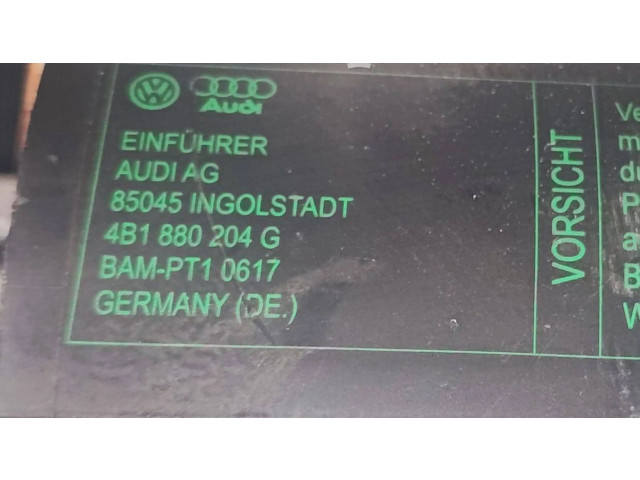 Audi
EINFÜHRER
AUDI AG
85045 INGOLSTADT
4B1 880 204 G
BAM-PT1 0617
GERMANY (DE.)
VORSICHT